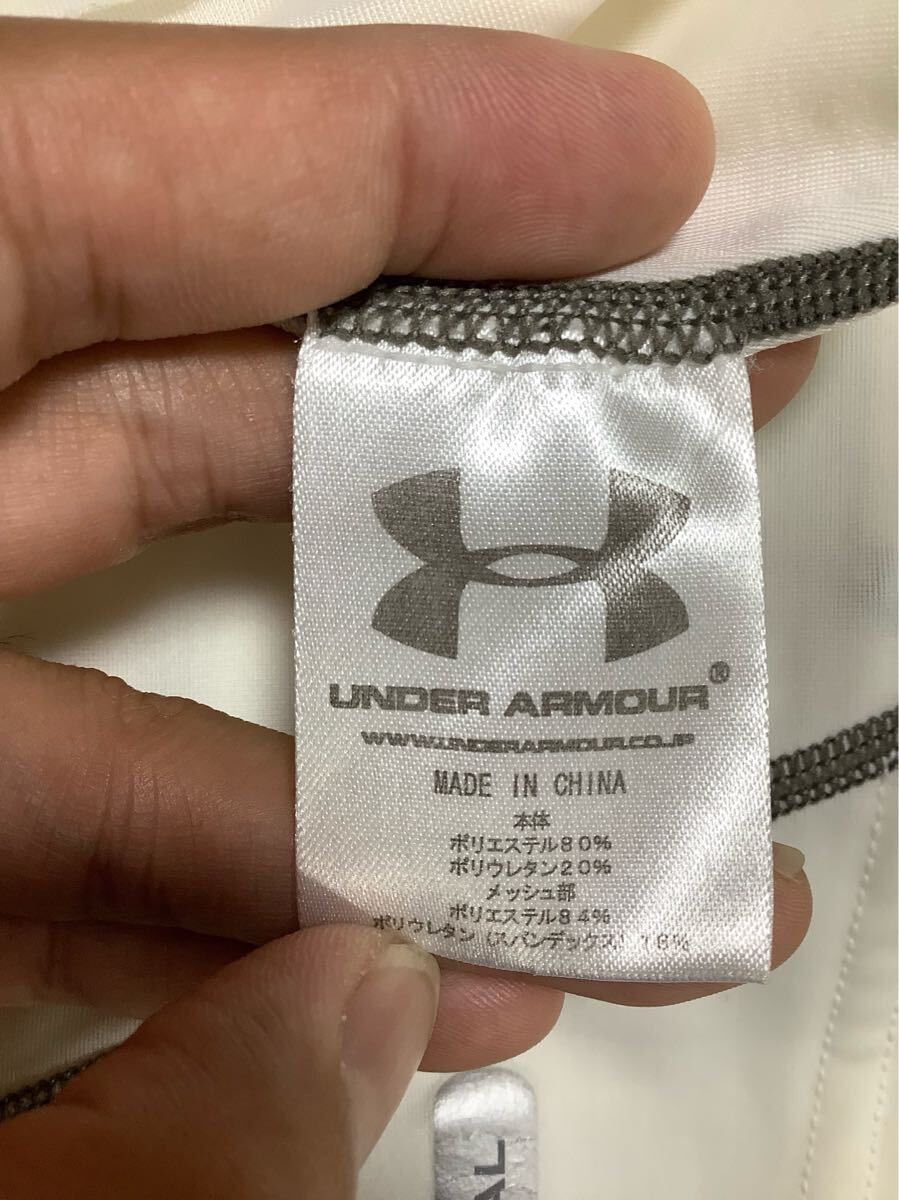 UNDER ARMOUR®
WWW.UNDERARMOUR.CO.JP
MADE IN CHINA
本体
ポリエステル80%
ポリウレタン20%
メッシュ部
ポリエステル84%
ポリウレタン(スパンデックス)16%
AL